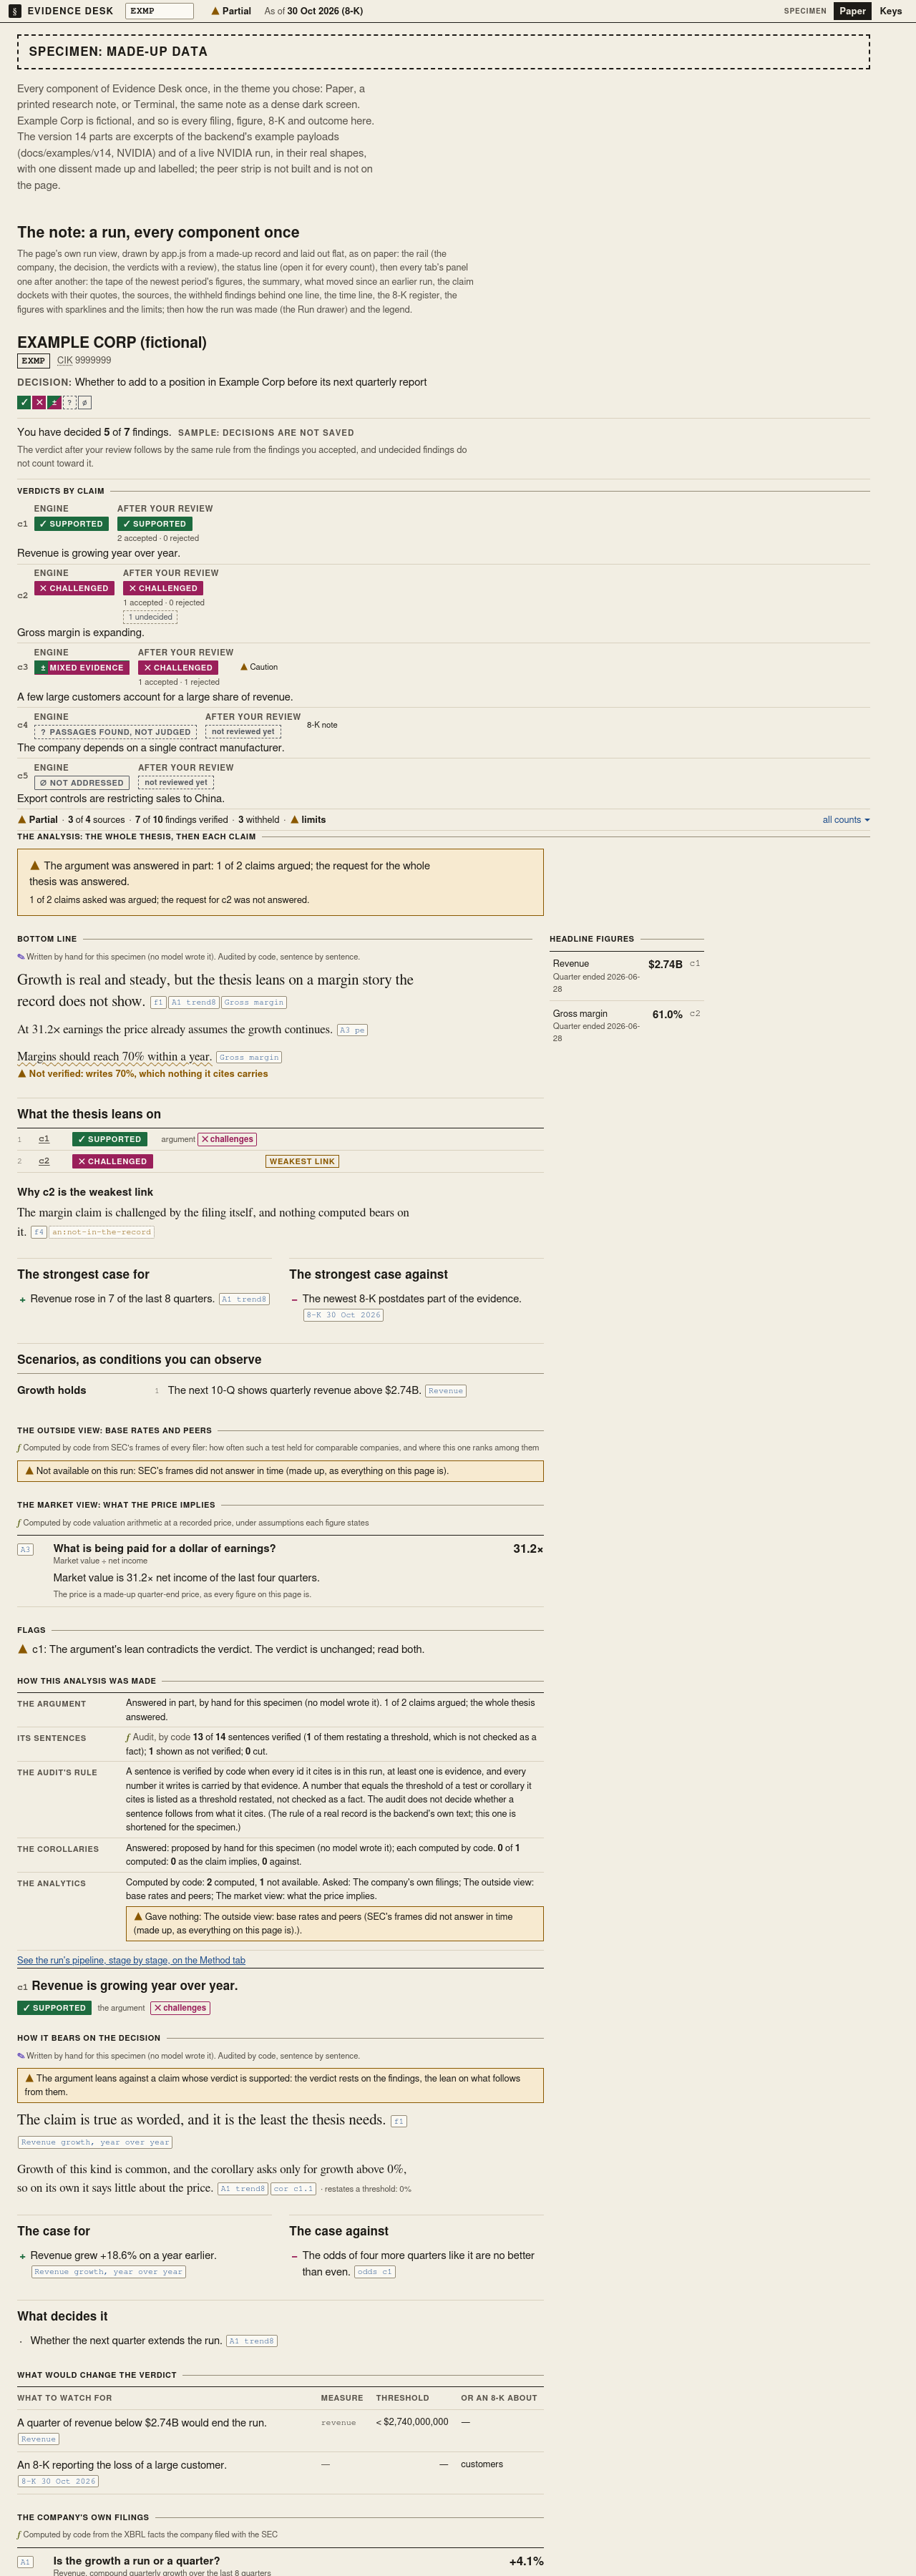 § EVIDENCE DESK EXMP ▲ Partial As of 30 Oct 2026 (8-K) SPECIMEN Paper Keys
SPECIMEN: MADE-UP DATA
Every component of Evidence Desk once, in the theme you chose: Paper, a
printed research note, or Terminal, the same note as a dense dark screen.
Example Corp is fictional, and so is every filing, figure, 8-K and outcome here.
The version 14 parts are excerpts of the backend's example payloads
(docs/examples/v14, NVIDIA) and of a live NVIDIA run, in their real shapes,
with one dissent made up and labelled; the peer strip is not built and is not on
the page.
The note: a run, every component once
The page's own run view, drawn by app.js from a made-up record and laid out flat, as on paper: the rail (the
company, the decision, the verdicts with a review), the status line (open it for every count), then every tab's panel
one after another: the tape of the newest period's figures, the summary, what moved since an earlier run, the claim
dockets with their quotes, the sources, the withheld findings behind one line, the time line, the 8-K register, the
figures with sparklines and the limits; then how the run was made (the Run drawer) and the legend.
EXAMPLE CORP (fictional)
EXMP CIK 9999999
DECISION: Whether to add to a position in Example Corp before its next quarterly report
✓ ✕ ± ? ∅
You have decided 5 of 7 findings. SAMPLE: DECISIONS ARE NOT SAVED
The verdict after your review follows by the same rule from the findings you accepted, and undecided findings do
not count toward it.
VERDICTS BY CLAIM
ENGINE AFTER YOUR REVIEW
c1 ✓ SUPPORTED ✓ SUPPORTED
2 accepted · 0 rejected
Revenue is growing year over year.
ENGINE AFTER YOUR REVIEW
c2 ✕ CHALLENGED ✕ CHALLENGED
1 accepted · 0 rejected
1 undecided
Gross margin is expanding.
ENGINE AFTER YOUR REVIEW
c3 ± MIXED EVIDENCE ✕ CHALLENGED ▲ Caution
1 accepted · 1 rejected
A few large customers account for a large share of revenue.
ENGINE AFTER YOUR REVIEW
c4 ? PASSAGES FOUND, NOT JUDGED not reviewed yet 8-K note
The company depends on a single contract manufacturer.
ENGINE AFTER YOUR REVIEW
c5 ∅ NOT ADDRESSED not reviewed yet
Export controls are restricting sales to China.
▲ Partial · 3 of 4 sources · 7 of 10 findings verified · 3 withheld · ▲ limits all counts
THE ANALYSIS: THE WHOLE THESIS, THEN EACH CLAIM
▲ The argument was answered in part: 1 of 2 claims argued; the request for the whole
thesis was answered.
1 of 2 claims asked was argued; the request for c2 was not answered.
BOTTOM LINE
✎ Written by hand for this specimen (no model wrote it). Audited by code, sentence by sentence.
Growth is real and steady, but the thesis leans on a margin story the
record does not show. f1 A1 trend8 Gross margin
At 31.2× earnings the price already assumes the growth continues. A3 pe
Margins should reach 70% within a year. Gross margin
▲ Not verified: writes 70%, which nothing it cites carries
HEADLINE FIGURES
Revenue $2.74B c1
Quarter ended 2026-06-
28
Gross margin 61.0% c2
Quarter ended 2026-06-
28
What the thesis leans on
1 c1 ✓ SUPPORTED argument ✕ challenges
2 c2 ✕ CHALLENGED WEAKEST LINK
Why c2 is the weakest link
The margin claim is challenged by the filing itself, and nothing computed bears on
it. f4 an:not-in-the-record
The strongest case for
+ Revenue rose in 7 of the last 8 quarters. A1 trend8
The strongest case against
– The newest 8-K postdates part of the evidence.
8-K 30 Oct 2026
Scenarios, as conditions you can observe
Growth holds 1 The next 10-Q shows quarterly revenue above $2.74B. Revenue
THE OUTSIDE VIEW: BASE RATES AND PEERS
ƒ Computed by code from SEC's frames of every filer: how often such a test held for comparable companies, and where this one ranks among them
▲ Not available on this run: SEC's frames did not answer in time (made up, as everything on this page is).
THE MARKET VIEW: WHAT THE PRICE IMPLIES
ƒ Computed by code valuation arithmetic at a recorded price, under assumptions each figure states
A3 What is being paid for a dollar of earnings? 31.2×
Market value ÷ net income
Market value is 31.2× net income of the last four quarters.
The price is a made-up quarter-end price, as every figure on this page is.
FLAGS
▲ c1: The argument's lean contradicts the verdict. The verdict is unchanged; read both.
HOW THIS ANALYSIS WAS MADE
THE ARGUMENT Answered in part, by hand for this specimen (no model wrote it). 1 of 2 claims argued; the whole thesis
answered.
ITS SENTENCES ƒ Audit, by code 13 of 14 sentences verified (1 of them restating a threshold, which is not checked as a
fact); 1 shown as not verified; 0 cut.
THE AUDIT'S RULE A sentence is verified by code when every id it cites is in this run, at least one is evidence, and every
number it writes is carried by that evidence. A number that equals the threshold of a test or corollary it
cites is listed as a threshold restated, not checked as a fact. The audit does not decide whether a
sentence follows from what it cites. (The rule of a real record is the backend's own text; this one is
shortened for the specimen.)
THE COROLLARIES Answered: proposed by hand for this specimen (no model wrote it); each computed by code. 0 of 1
computed: 0 as the claim implies, 0 against.
THE ANALYTICS Computed by code: 2 computed, 1 not available. Asked: The company's own filings; The outside view:
base rates and peers; The market view: what the price implies.
▲ Gave nothing: The outside view: base rates and peers (SEC's frames did not answer in time
(made up, as everything on this page is).).
See the run's pipeline, stage by stage, on the Method tab
c1 Revenue is growing year over year.
✓ SUPPORTED the argument ✕ challenges
HOW IT BEARS ON THE DECISION
✎ Written by hand for this specimen (no model wrote it). Audited by code, sentence by sentence.
▲ The argument leans against a claim whose verdict is supported: the verdict rests on the findings, the lean on what follows
from them.
The claim is true as worded, and it is the least the thesis needs. f1
Revenue growth, year over year
Growth of this kind is common, and the corollary asks only for growth above 0%,
so on its own it says little about the price. A1 trend8 cor c1.1 · restates a threshold: 0%
The case for
+ Revenue grew +18.6% on a year earlier.
Revenue growth, year over year
The case against
– The odds of four more quarters like it are no better
than even. odds c1
What decides it
· Whether the next quarter extends the run. A1 trend8
WHAT WOULD CHANGE THE VERDICT
WHAT TO WATCH FOR MEASURE THRESHOLD OR AN 8-K ABOUT
A quarter of revenue below $2.74B would end the run. revenue < $2,740,000,000 —
Revenue
An 8-K reporting the loss of a large customer. — — customers
8-K 30 Oct 2026
THE COMPANY'S OWN FILINGS
ƒ Computed by code from the XBRL facts the company filed with the SEC
A1 Is the growth a run or a quarter? +4.1%
Revenue, compound quarterly growth over the last 8 quarters